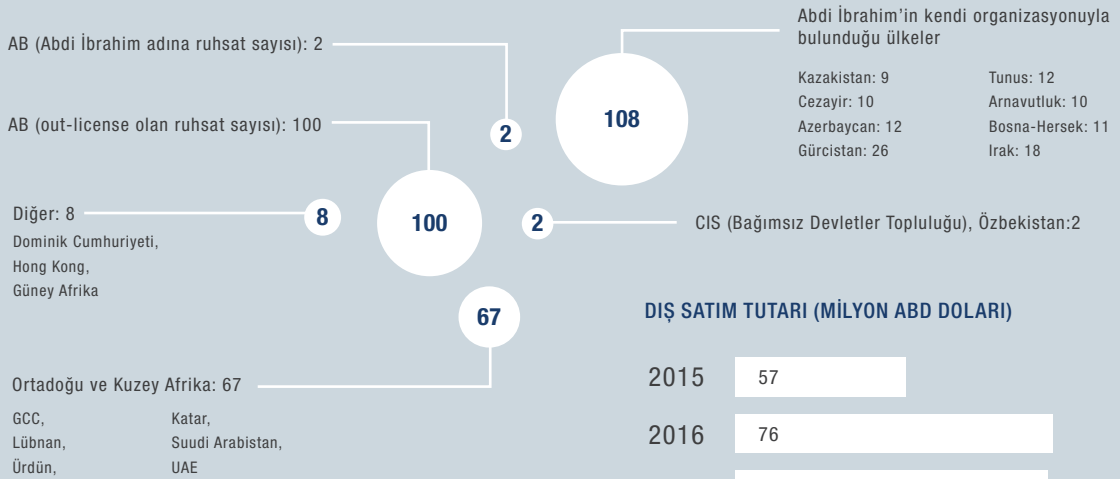 AB (Abdi İbrahim adına ruhsat sayısı): 2
AB (out-license olan ruhsat sayısı): 100
2
108
Abdi İbrahim’in kendi organizasyonuyla
bulunduğu ülkeler
Kazakistan: 9
Cezayir: 10
Azerbaycan: 12
Gürcistan: 26
Tunus: 12
Arnavutluk: 10
Bosna-Hersek: 11
Irak: 18
Diğer: 8
Dominik Cumhuriyeti,
Hong Kong,
Güney Afrika
8
100
2
CIS (Bağımsız Devletler Topluluğu), Özbekistan:2
67
Ortadoğu ve Kuzey Afrika: 67
GCC,
Lübnan,
Ürdün,
Katar,
Suudi Arabistan,
UAE
DIŞ SATIM TUTARI (MİLYON ABD DOLARI)
2015 57
2016 76